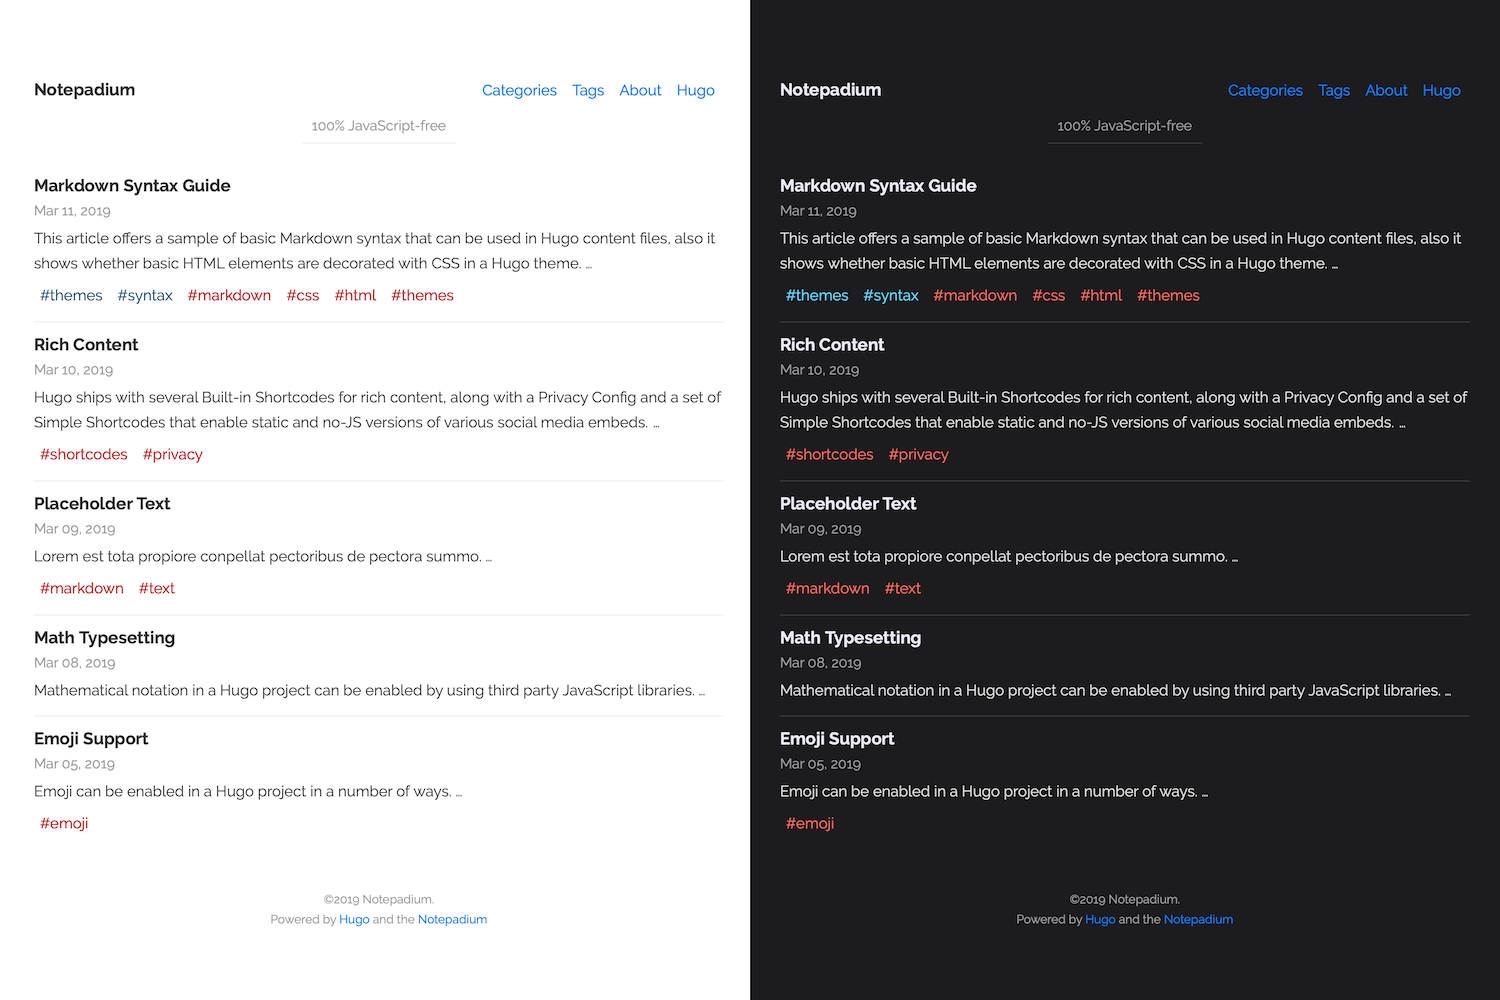 Notepadium
Categories Tags About Hugo
100% JavaScript-free
Markdown Syntax Guide
Mar 11, 2019
This article offers a sample of basic Markdown syntax that can be used in Hugo content files, also it
shows whether basic HTML elements are decorated with CSS in a Hugo theme. …
#themes #syntax #markdown #css #html #themes
Rich Content
Mar 10, 2019
Hugo ships with several Built-in Shortcodes for rich content, along with a Privacy Config and a set of
Simple Shortcodes that enable static and no-JS versions of various social media embeds. …
#shortcodes #privacy
Placeholder Text
Mar 09, 2019
Lorem est tota propiore conpellat pectoribus de pectora summo. …
#markdown #text
Math Typesetting
Mar 08, 2019
Mathematical notation in a Hugo project can be enabled by using third party JavaScript libraries. …
Emoji Support
Mar 05, 2019
Emoji can be enabled in a Hugo project in a number of ways. …
#emoji
©2019 Notepadium.
Powered by Hugo and the Notepadium
Notepadium
Categories Tags About Hugo
100% JavaScript-free
Markdown Syntax Guide
Mar 11, 2019
This article offers a sample of basic Markdown syntax that can be used in Hugo content files, also it
shows whether basic HTML elements are decorated with CSS in a Hugo theme. …
#themes #syntax #markdown #css #html #themes
Rich Content
Mar 10, 2019
Hugo ships with several Built-in Shortcodes for rich content, along with a Privacy Config and a set of
Simple Shortcodes that enable static and no-JS versions of various social media embeds. …
#shortcodes #privacy
Placeholder Text
Mar 09, 2019
Lorem est tota propiore conpellat pectoribus de pectora summo. …
#markdown #text
Math Typesetting
Mar 08, 2019
Mathematical notation in a Hugo project can be enabled by using third party JavaScript libraries. …
Emoji Support
Mar 05, 2019
Emoji can be enabled in a Hugo project in a number of ways. …
#emoji
©2019 Notepadium.
Powered by Hugo and the Notepadium